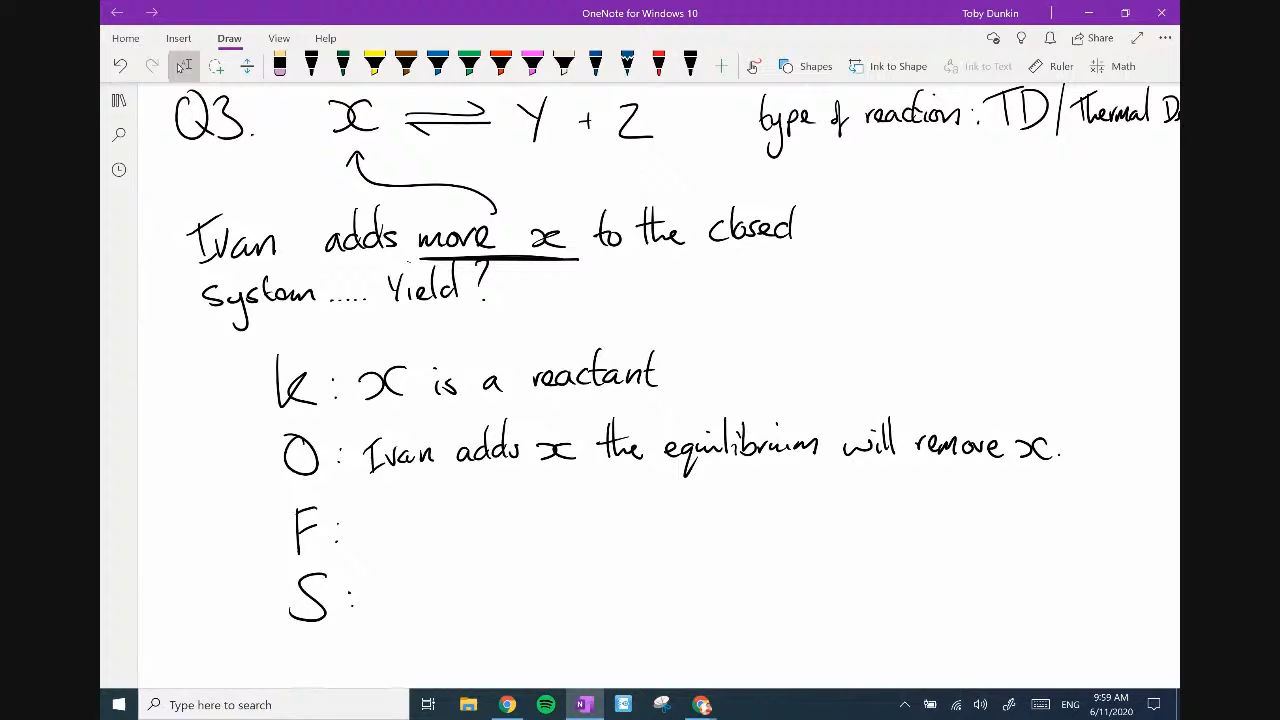 OneNote for Windows 10
Toby Dunkin
Home Insert Draw View Help
Share
Shapes Ink to Shape Ink to Text Ruler Math
Q3. x ⇌ Y + Z type of reaction: TD/Thermal D
Ivan adds more x to the closed
system..... Yield?
K: x is a reactant
O: Ivan adds x the equilibrium will remove x.
F:
S:
Type here to search
ENG
9:59 AM
6/11/2020